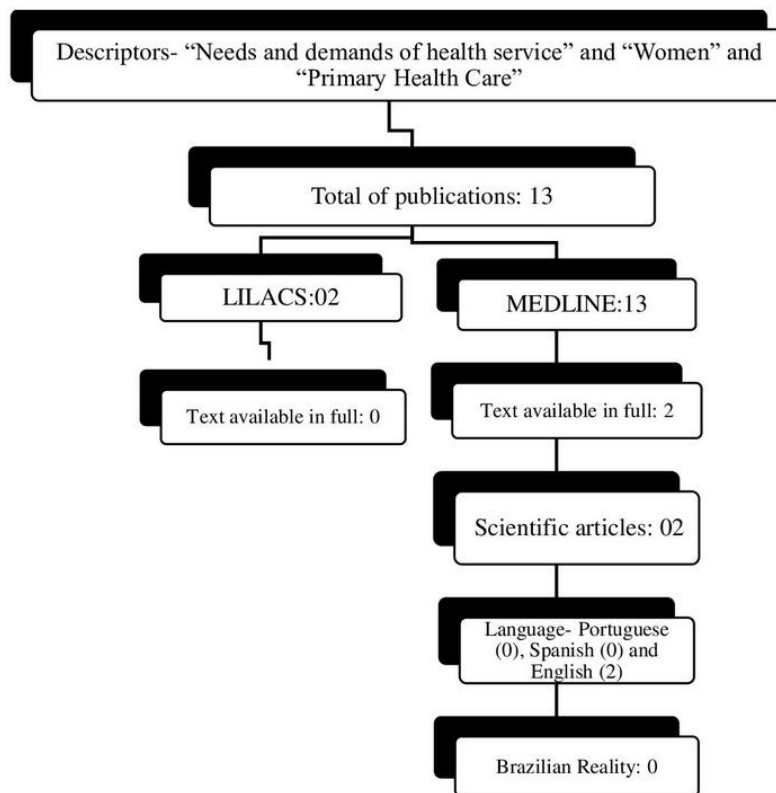 Descriptors- “Needs and demands of health service” and “Women” and
“Primary Health Care”
Total of publications: 13
LILACS:02
MEDLINE:13
Text available in full: 0
Text available in full: 2
Scientific articles: 02
Language- Portuguese
(0), Spanish (0) and
English (2)
Brazilian Reality: 0